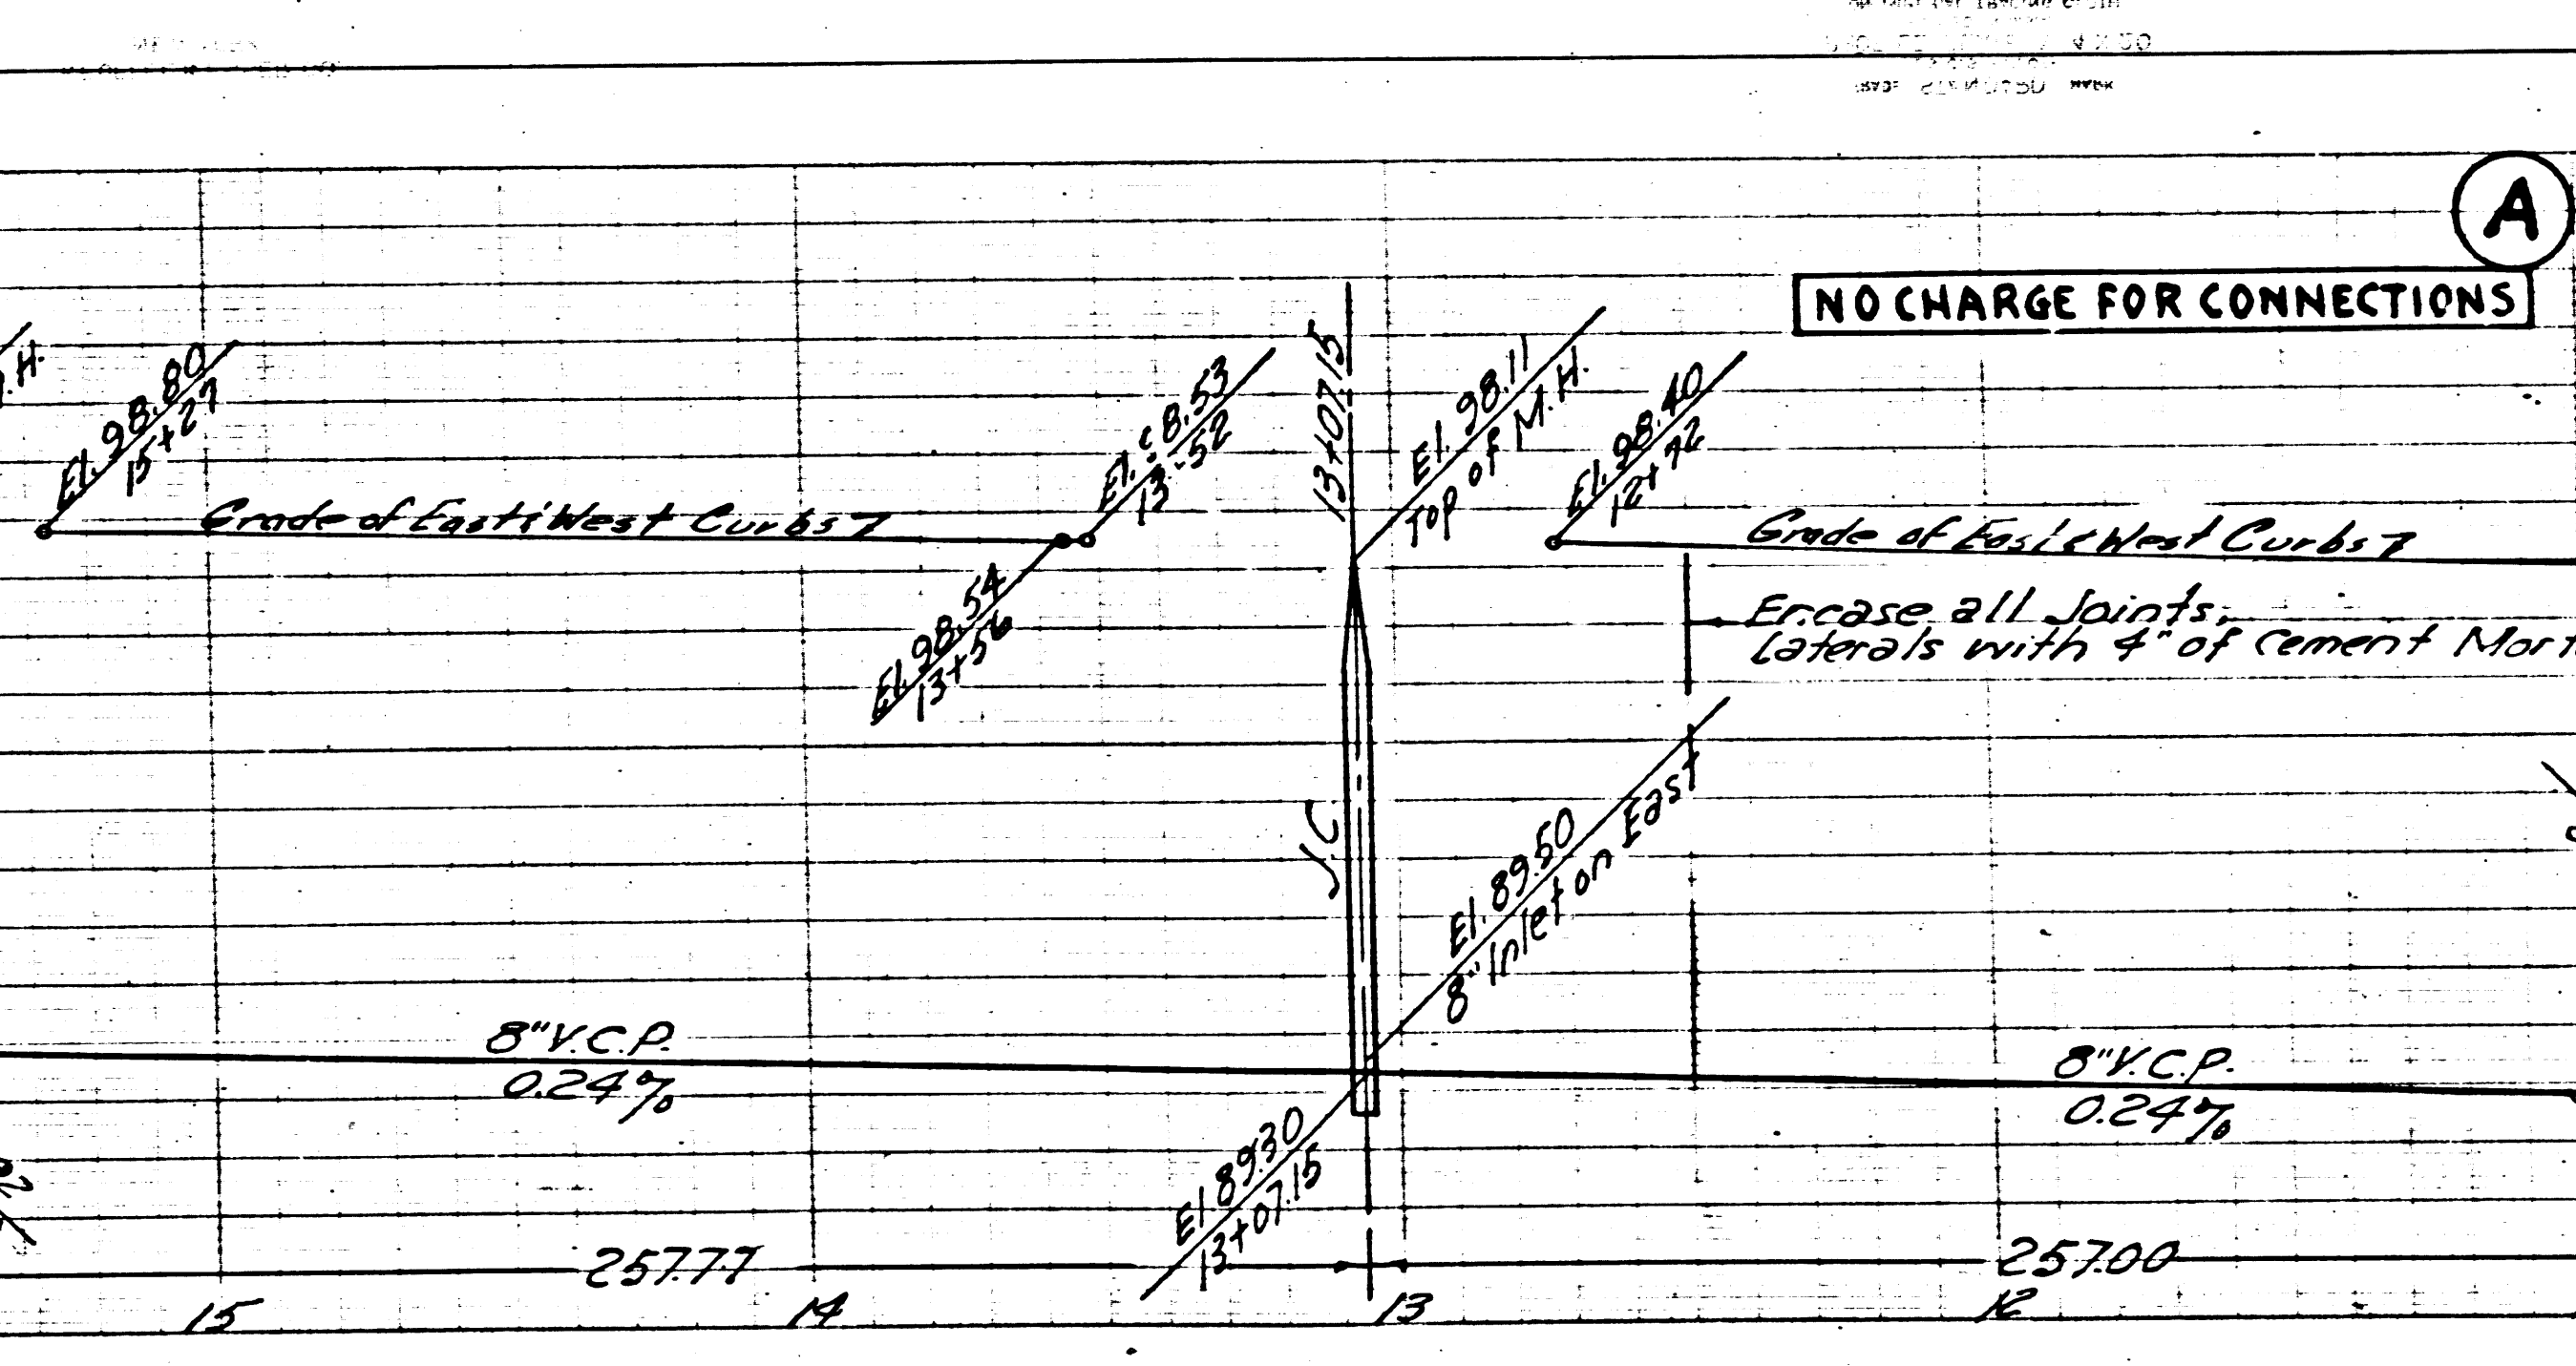 A
NO CHARGE FOR CONNECTIONS
.H.
El. 98.80
15+27
Grade of East & West Curbs
El. 98.53
13+52
El. 98.54
13+56
13+07.15
El. 98.11
Top of M.H.
El. 98.40
12+72
Grade of East & West Curbs
Encase all Joints,
laterals with 4" of Cement Mort
J.C
El. 89.50
8" Inlet on East
8" V.C.P.
0.24%
8" V.C.P.
0.24%
El 89.30
13+07.15
257.77
257.00
15
14
13
12